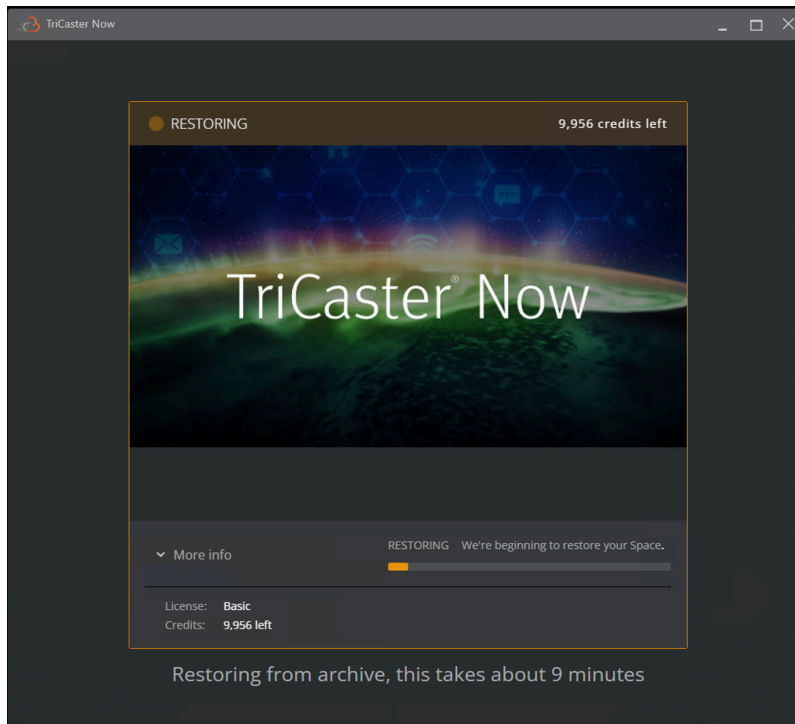 TriCaster Now
RESTORING 9,956 credits left
TriCaster® Now
More info
RESTORING We're beginning to restore your Space.
License: Basic
Credits: 9,956 left
Restoring from archive, this takes about 9 minutes